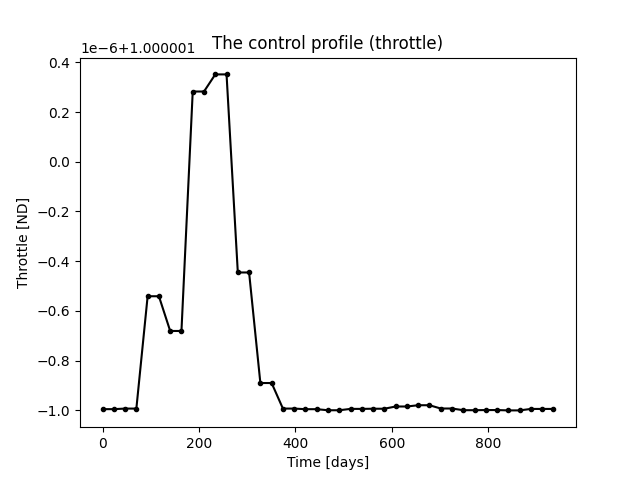 The control profile (throttle)
1e−6+1.000001
0.4
0.2
0.0
−0.2
−0.4
−0.6
−0.8
−1.0
Throttle [ND]
0 200 400 600 800
Time [days]